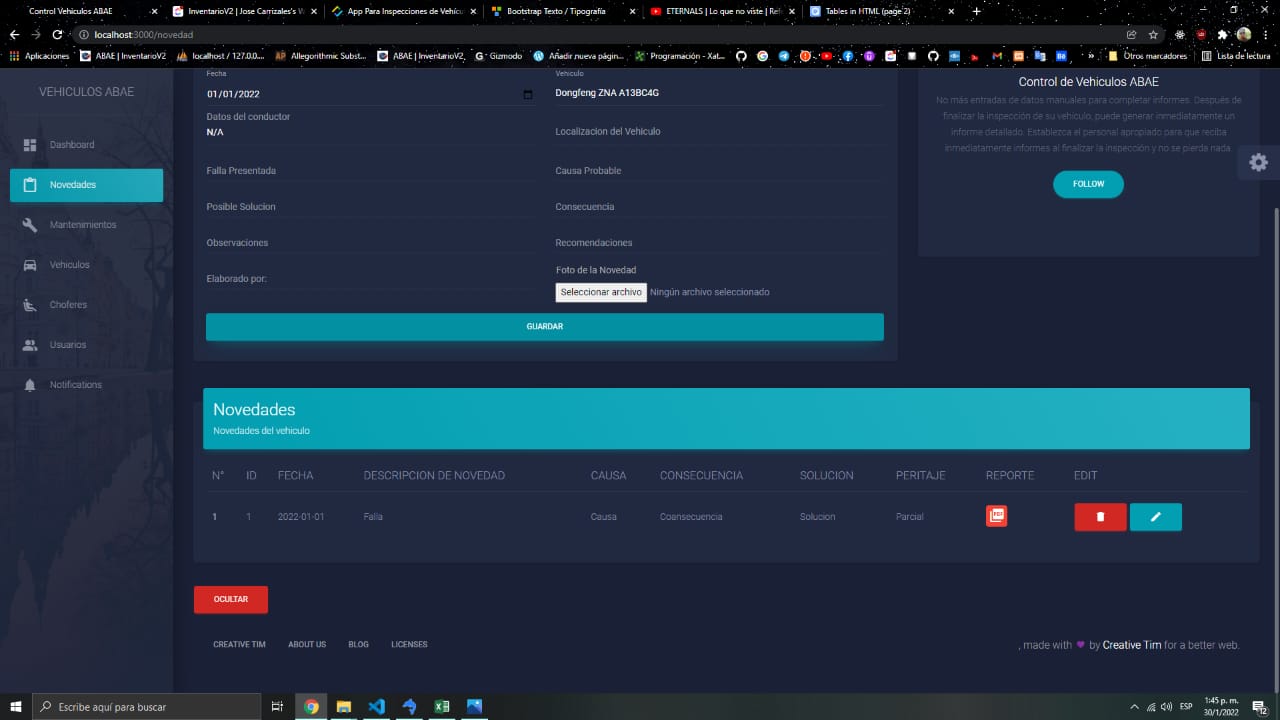 Control Vehiculos ABAE
InventarioV2 | Jose Carrizales's W
App Para Inspecciones de Vehícu
Bootstrap Texto / Tipografía
ETERNALS | Lo que no viste | Re
Tables in HTML (page 2)
localhost:3000/novedad
Aplicaciones
ABAE | InventarioV2
localhost / 127.0.0...
Allegorithmic Subst...
ABAE | InventarioV2
Gizmodo
Añadir nueva págin...
Programación - Xat...
»
Otros marcadores
Lista de lectura
VEHICULOS ABAE
Dashboard
Novedades
Mantenimientos
Vehiculos
Choferes
Usuarios
Notifications
Fecha
01/01/2022
Vehiculo
Dongfeng ZNA A13BC4G
Datos del conductor
N/A
Localizacion del Vehiculo
Falla Presentada
Causa Probable
Posible Solucion
Consecuencia
Observaciones
Recomendaciones
Elaborado por:
Foto de la Novedad
Seleccionar archivo Ningún archivo seleccionado
GUARDAR
Control de Vehiculos ABAE
No más entradas de datos manuales para completar informes. Después de
finalizar la inspección de su vehículo, puede generar inmediatamente un
informe detallado. Establezca el personal apropiado para que reciba
inmediatamente informes al finalizar la inspección y no se pierda nada.
FOLLOW
Novedades
Novedades del vehiculo
N° ID FECHA DESCRIPCION DE NOVEDAD CAUSA CONSECUENCIA SOLUCION PERITAJE REPORTE EDIT
1 1 2022-01-01 Falla Causa Coansecuencia Solucion Parcial PDF
OCULTAR
CREATIVE TIM ABOUT US BLOG LICENSES
, made with by Creative Tim for a better web.
Escribe aquí para buscar
ESP
1:45 p. m.
30/1/2022
12